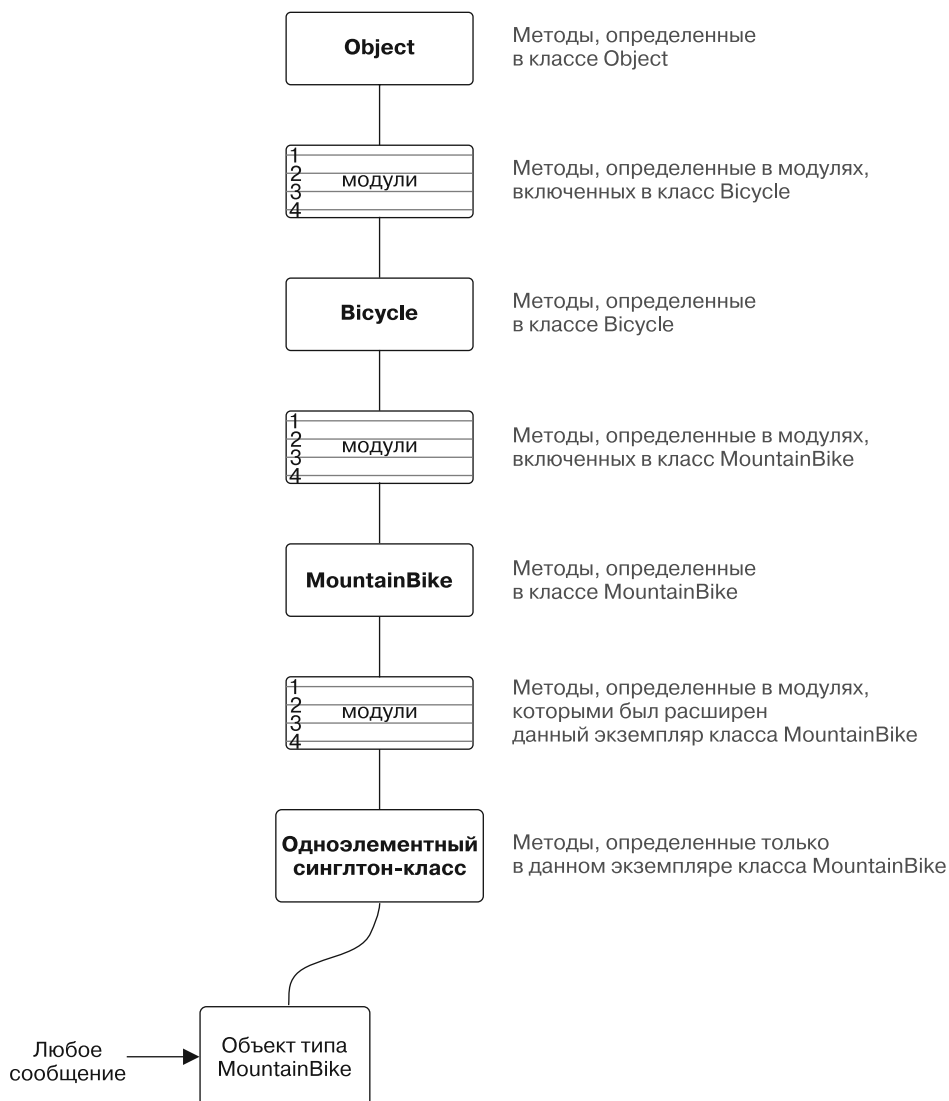 Object
Методы, определенные
в классе Object
1
2
3
4
модули
Методы, определенные в модулях,
включенных в класс Bicycle
Bicycle
Методы, определенные
в классе Bicycle
1
2
3
4
модули
Методы, определенные в модулях,
включенных в класс MountainBike
MountainBike
Методы, определенные
в классе MountainBike
1
2
3
4
модули
Методы, определенные в модулях,
которыми был расширен
данный экземпляр класса MountainBike
Одноэлементный
синглтон-класс
Методы, определенные только
в данном экземпляре класса MountainBike
Любое
сообщение
Объект типа
MountainBike